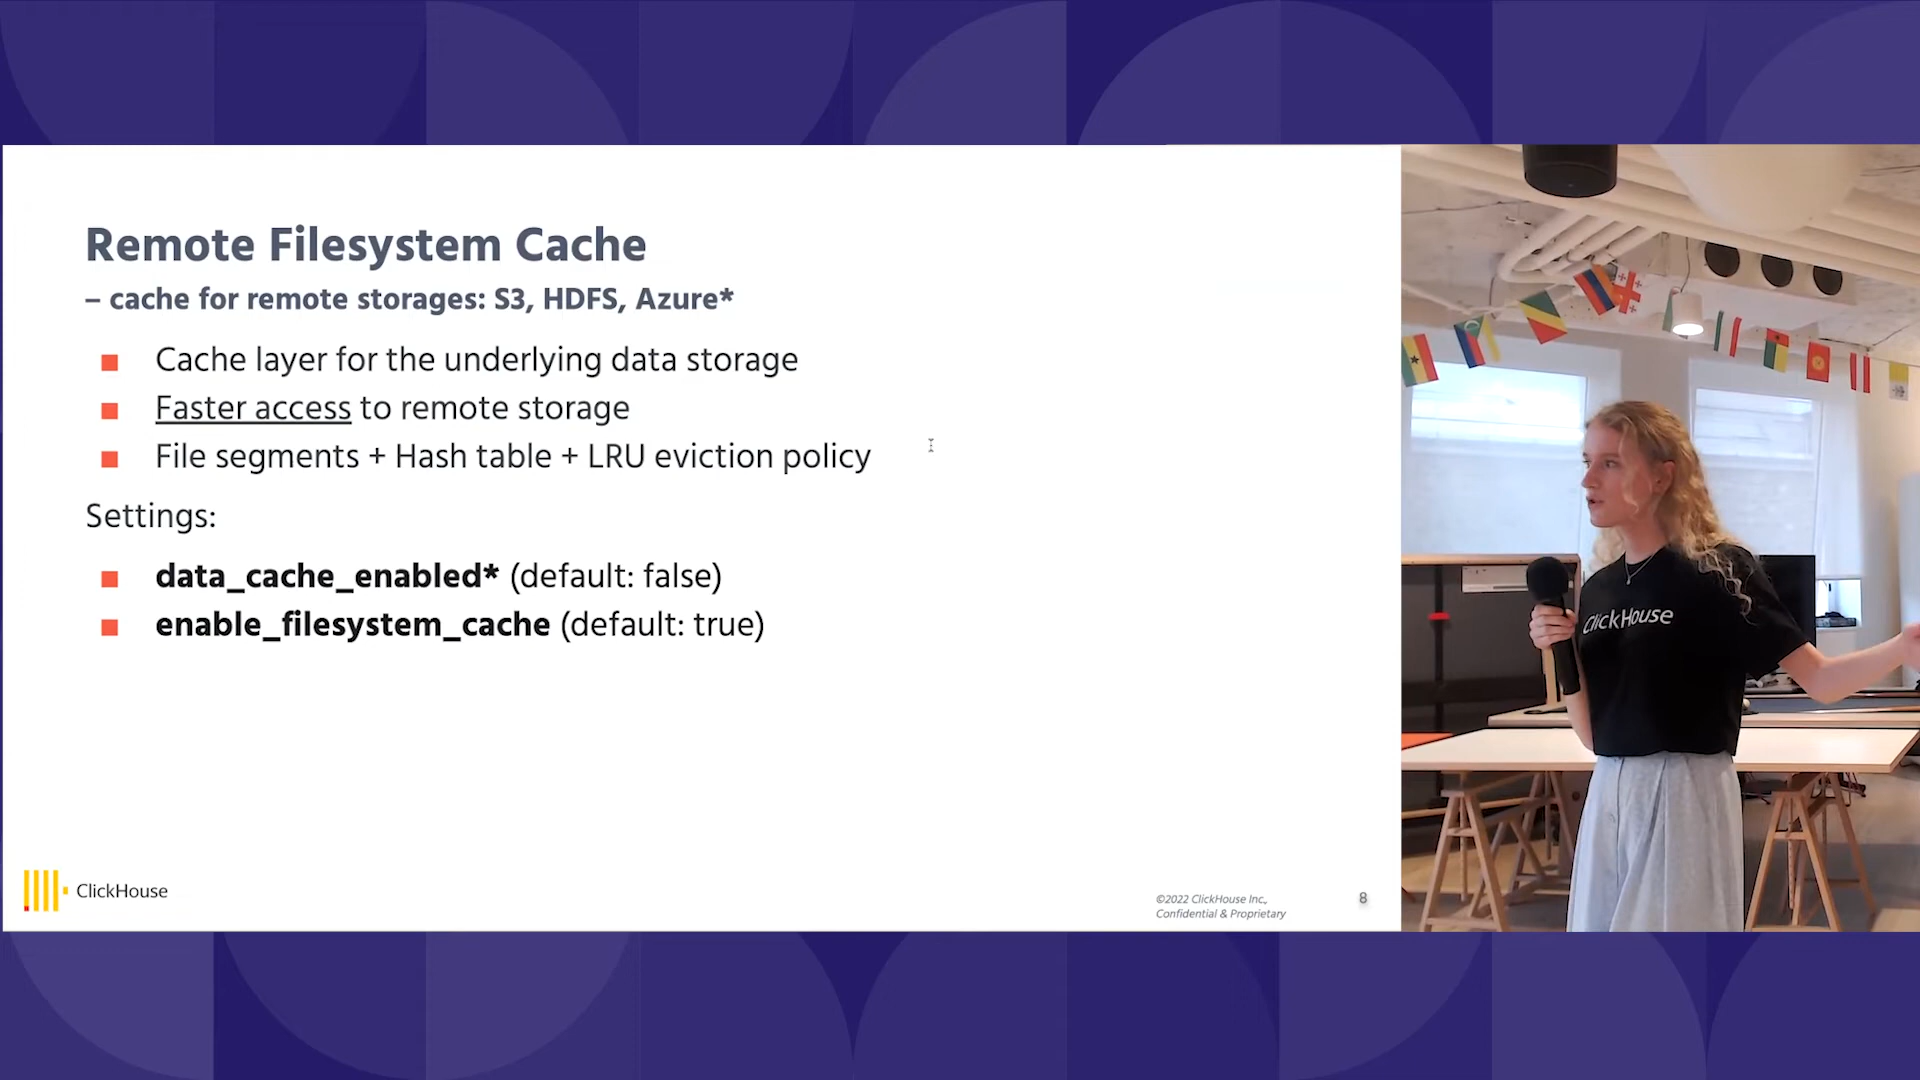 Remote Filesystem Cache
– cache for remote storages: S3, HDFS, Azure*
Cache layer for the underlying data storage
Faster access to remote storage
File segments + Hash table + LRU eviction policy
Settings:
data_cache_enabled* (default: false)
enable_filesystem_cache (default: true)
ClickHouse
©2022 ClickHouse Inc,
Confidential & Proprietary
8
ClickHouse